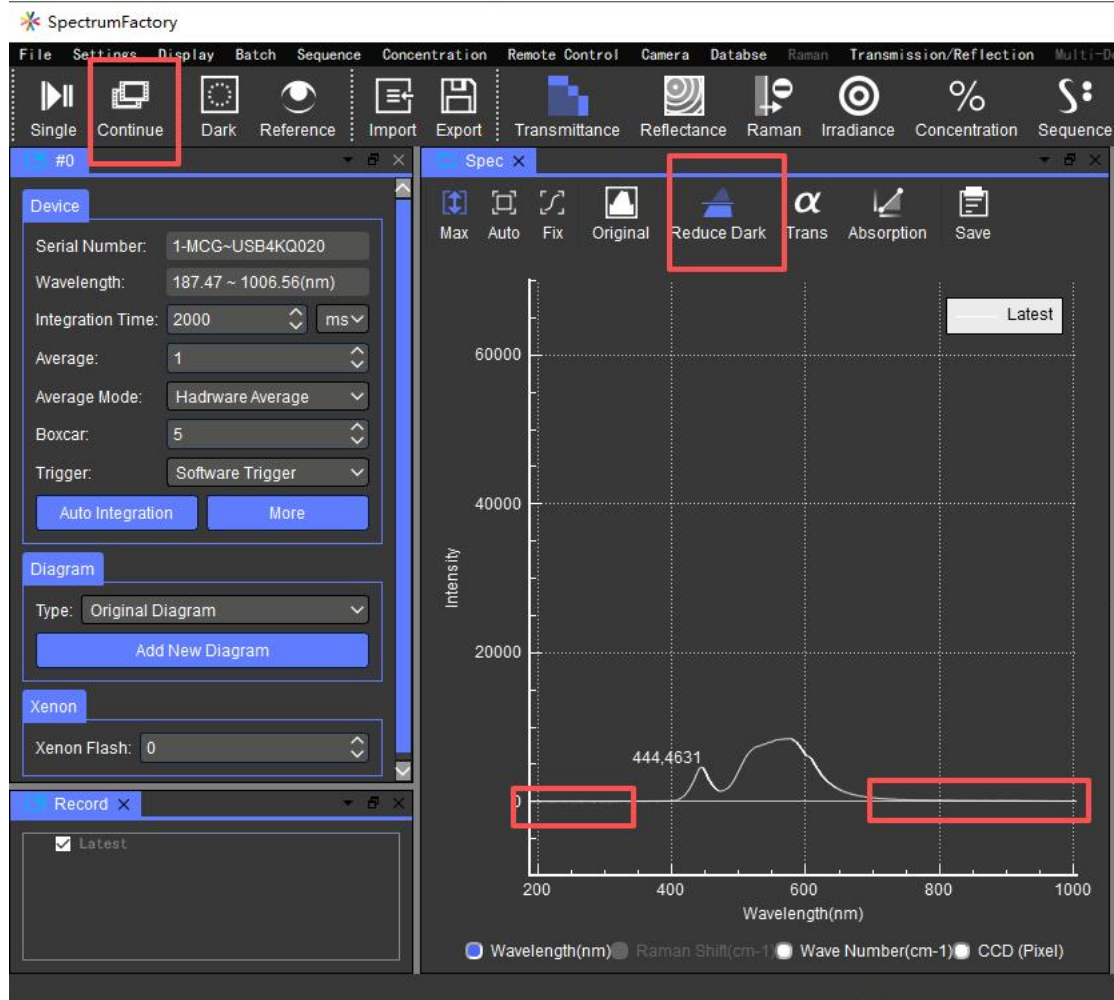 SpectrumFactory
File Settings Display Batch Sequence Concentration Remote Control Camera Databse Raman Transmission/Reflection Multi-De
Single Continue Dark Reference Import Export Transmittance Reflectance Raman Irradiance Concentration Sequence
#0
Device
Serial Number: 1-MCG~USB4KQ020
Wavelength: 187.47 ~ 1006.56(nm)
Integration Time: 2000 ms
Average: 1
Average Mode: Hadrware Average
Boxcar: 5
Trigger: Software Trigger
Auto Integration More
Diagram
Type: Original Diagram
Add New Diagram
Xenon
Xenon Flash: 0
Record
Latest
Spec
Max Auto Fix Original Reduce Dark Trans Absorption Save
Latest
60000
40000
Intensity
20000
444,4631
0
200 400 600 800 1000
Wavelength(nm)
Wavelength(nm) Raman Shift(cm-1) Wave Number(cm-1) CCD (Pixel)